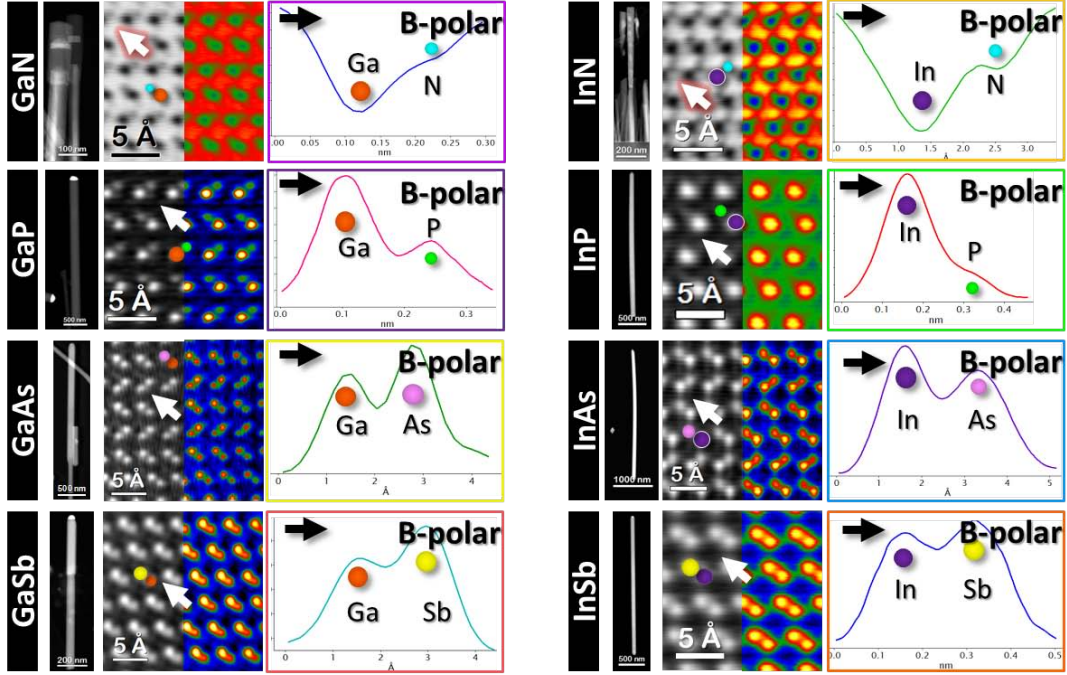 GaN
100 nm
5 Å
B-polar
Ga
N
0.00 0.05 0.10 0.15 0.20 0.25 0.30
nm
InN
200 nm
5 Å
B-polar
In
N
0.0 0.5 1.0 1.5 2.0 2.5 3.0
Å
GaP
500 nm
5 Å
B-polar
Ga
P
0.0 0.1 0.2 0.3
nm
InP
500 nm
5 Å
B-polar
In
P
0.0 0.1 0.2 0.3 0.4
nm
GaAs
500 nm
5 Å
B-polar
Ga
As
0 1 2 3 4
Å
InAs
1000 nm
5 Å
B-polar
In
As
0 1 2 3 4 5
Å
GaSb
200 nm
5 Å
B-polar
Ga
Sb
0 1 2 3 4
Å
InSb
500 nm
5 Å
B-polar
In
Sb
0.0 0.1 0.2 0.3 0.4 0.5
nm